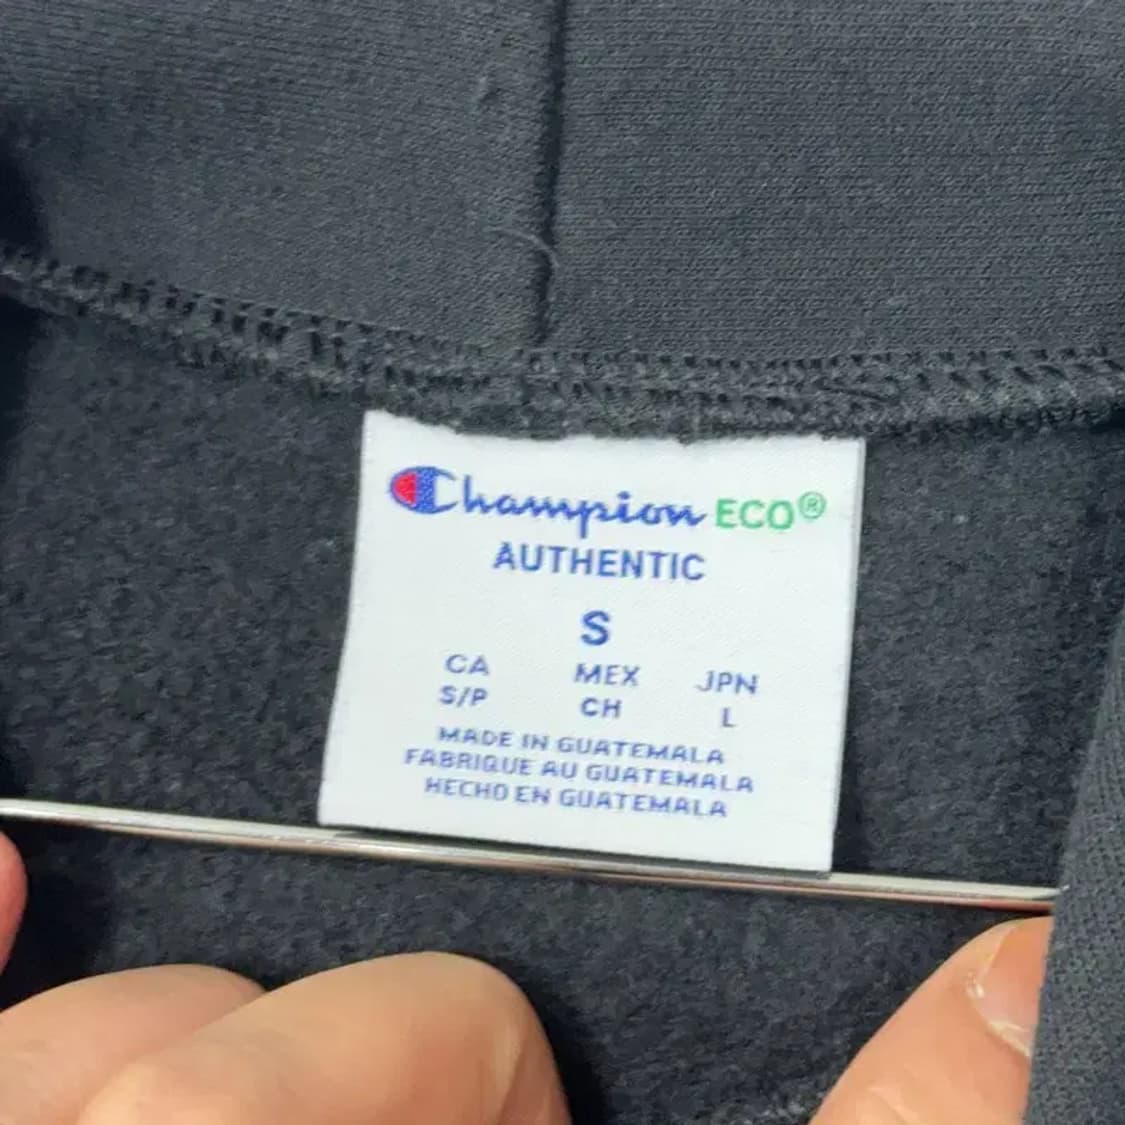 Champion ECO®
AUTHENTIC
S
CA MEX JPN
S/P CH L
MADE IN GUATEMALA
FABRIQUE AU GUATEMALA
HECHO EN GUATEMALA